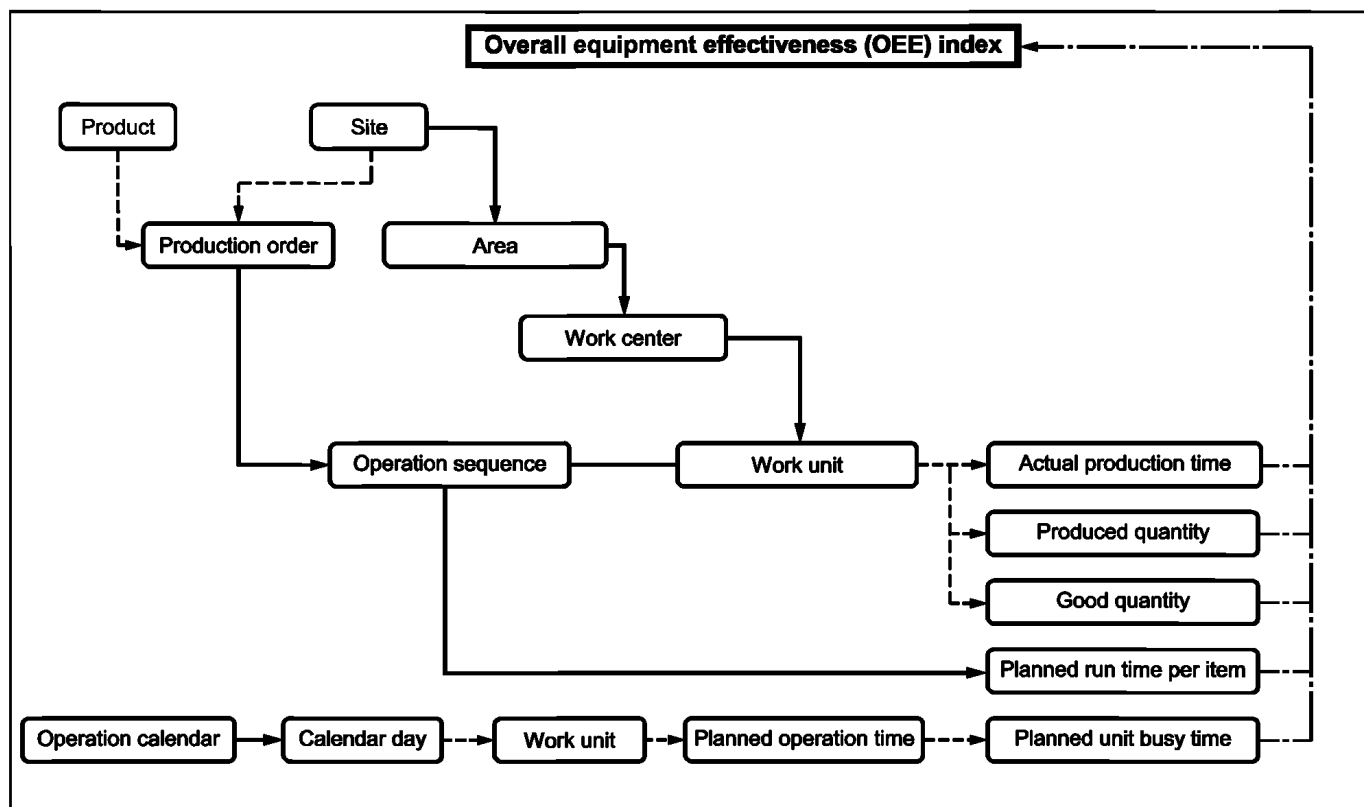 Overall equipment effectiveness (OEE) index
Product
Site
Production order
Area
Work center
Operation sequence
Work unit
Actual production time
Produced quantity
Good quantity
Planned run time per item
Operation calendar
Calendar day
Work unit
Planned operation time
Planned unit busy time